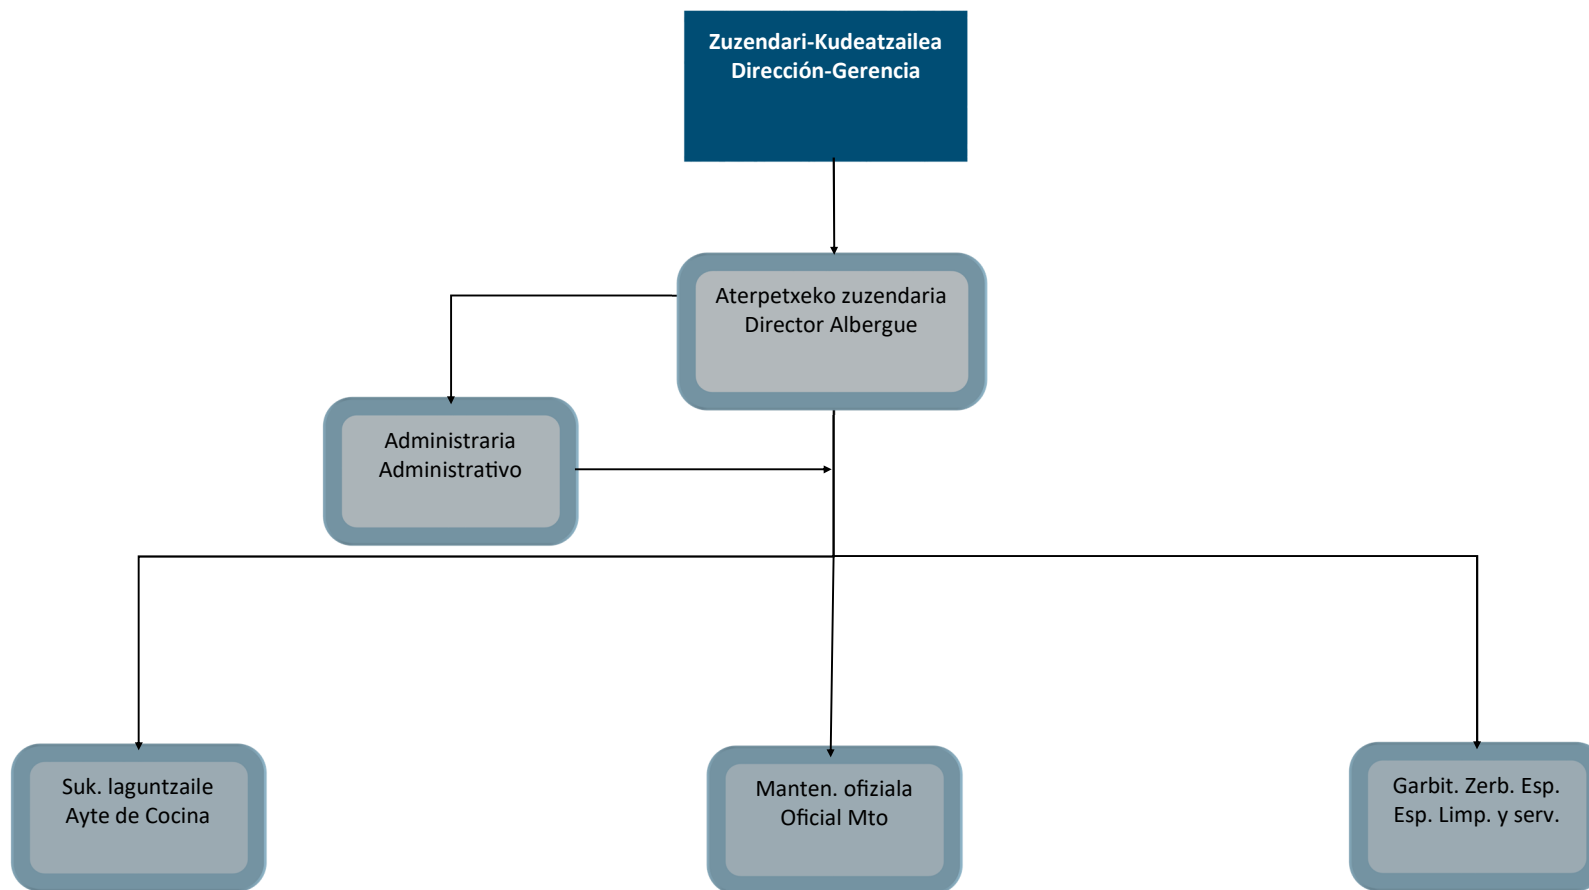 Zuzendari-Kudeatzailea
Dirección-Gerencia
Aterpetxeko zuzendaria
Director Albergue
Administraria
Administrativo
Suk. laguntzaile
Ayte de Cocina
Manten. ofiziala
Oficial Mto
Garbit. Zerb. Esp.
Esp. Limp. y serv.